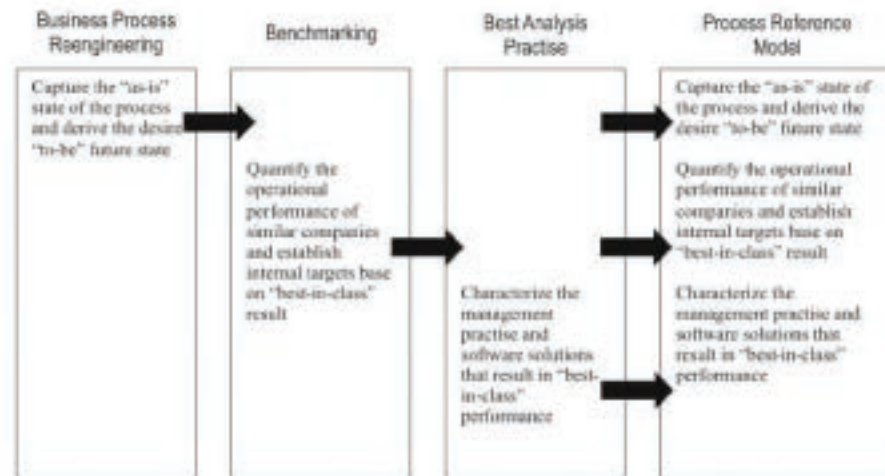 Business Process
Reengineering
Benchmarking
Best Analysis
Practise
Process Reference
Model
Capture the "as-is"
state of the process
and derive the desire
"to-be" future state
Quantify the
operational
performance of
similar companies
and establish
internal targets base
on "best-in-class"
result
Characterize the
management
practise and
software solutions
that result in "best-
in-class"
performance
Capture the "as-is" state of
the process and derive the
desire "to-be" future state
Quantify the operational
performance of similar
companies and establish
internal targets base on
"best-in-class" result
Characterize the
management practise and
software solutions that
result in "best-in-class"
performance